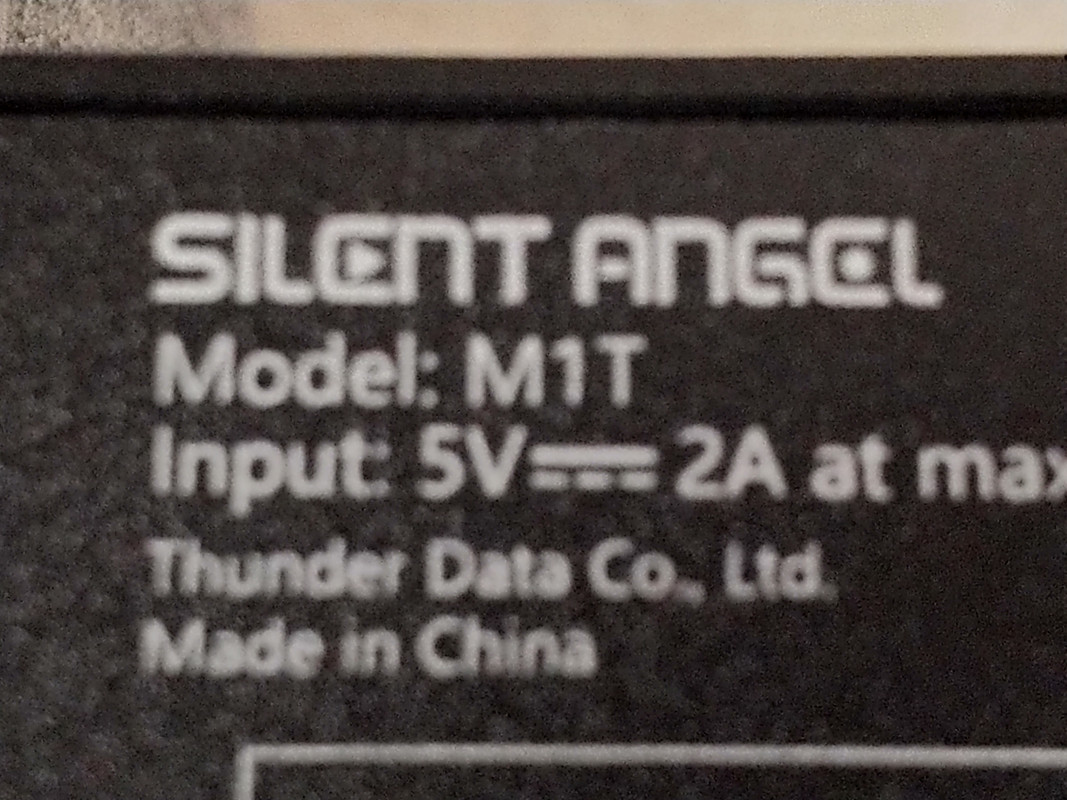 SILENT ANGEL
Model: M1T
Input: 5V⎓2A at max
Thunder Data Co., Ltd.
Made in China